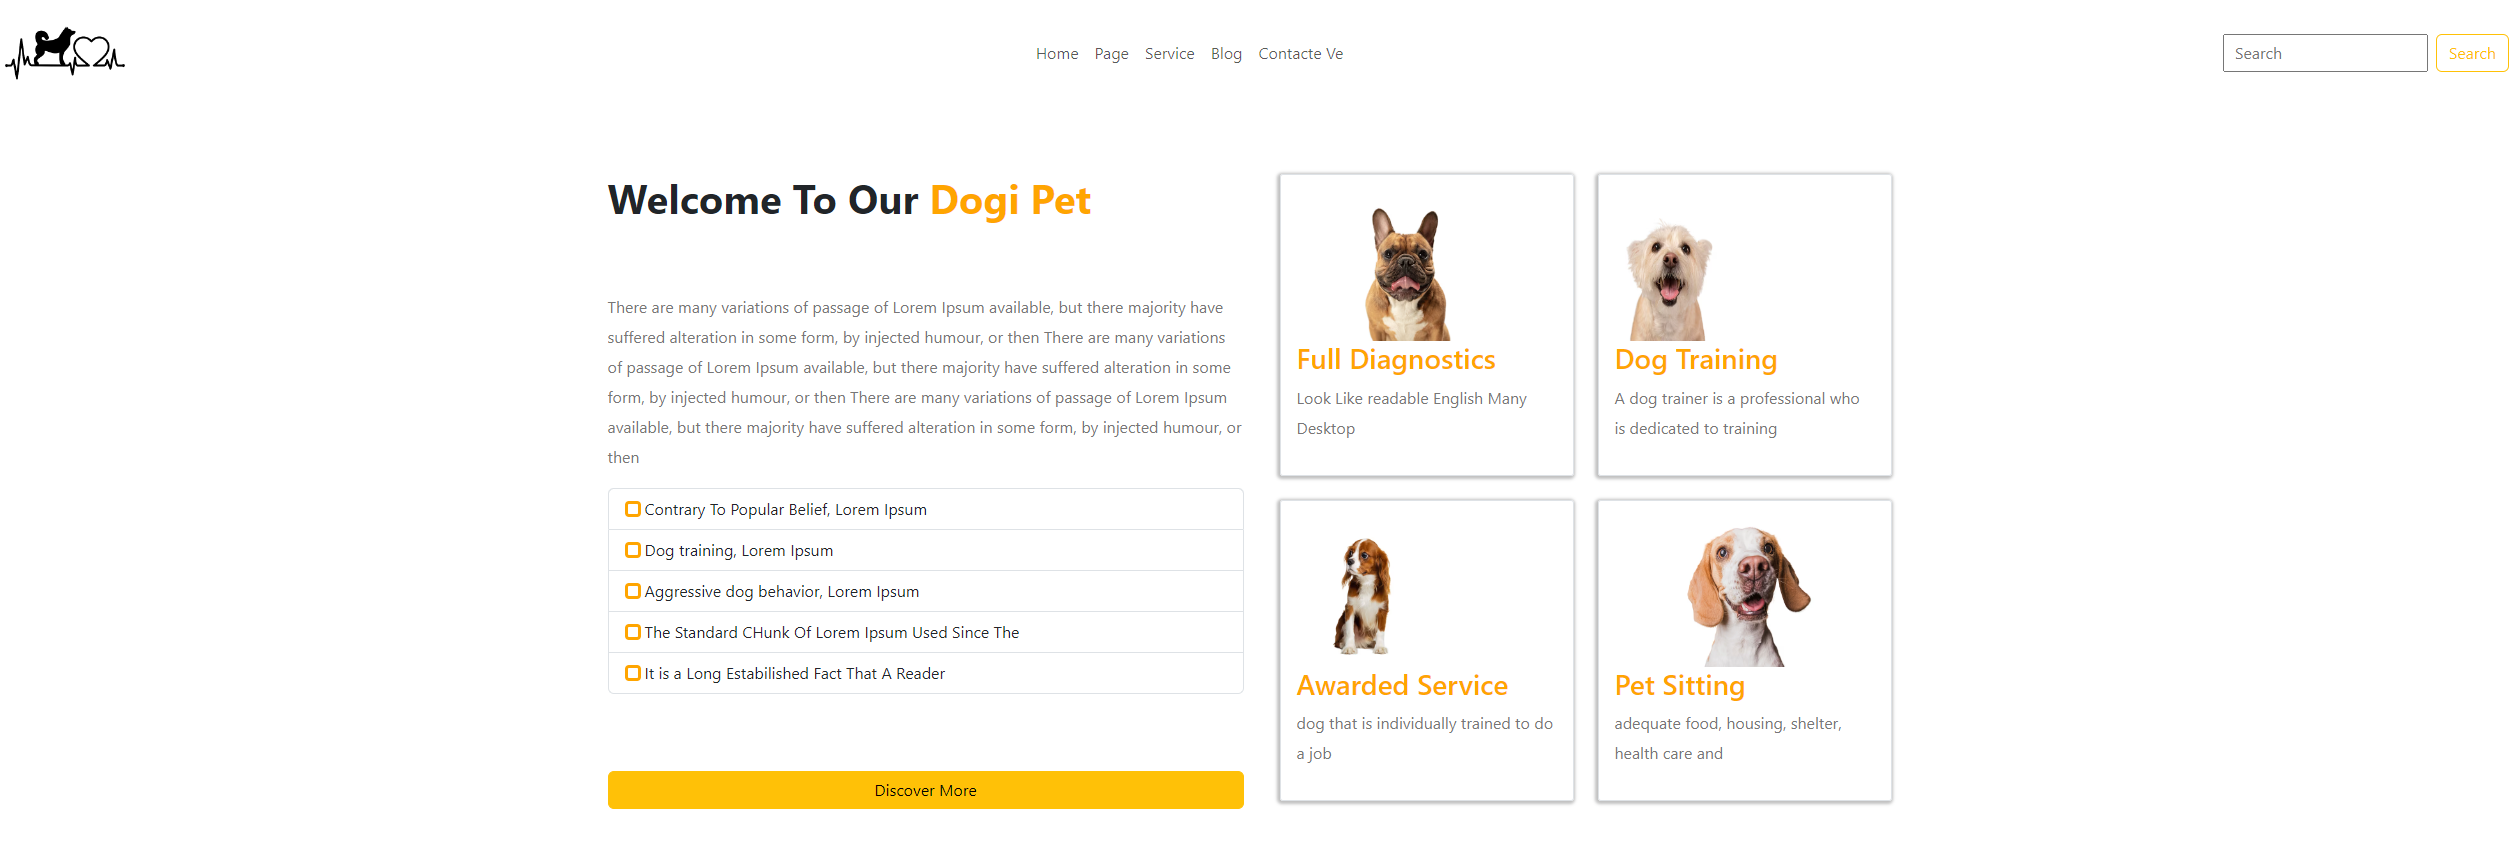 Home Page Service Blog Contacte Ve
Search Search
Welcome To Our Dogi Pet
There are many variations of passage of Lorem Ipsum available, but there majority have
suffered alteration in some form, by injected humour, or then There are many variations
of passage of Lorem Ipsum available, but there majority have suffered alteration in some
form, by injected humour, or then There are many variations of passage of Lorem Ipsum
available, but there majority have suffered alteration in some form, by injected humour, or
then
Contrary To Popular Belief, Lorem Ipsum
Dog training, Lorem Ipsum
Aggressive dog behavior, Lorem Ipsum
The Standard CHunk Of Lorem Ipsum Used Since The
It is a Long Estabilished Fact That A Reader
Discover More
Full Diagnostics
Look Like readable English Many
Desktop
Dog Training
A dog trainer is a professional who
is dedicated to training
Awarded Service
dog that is individually trained to do
a job
Pet Sitting
adequate food, housing, shelter,
health care and